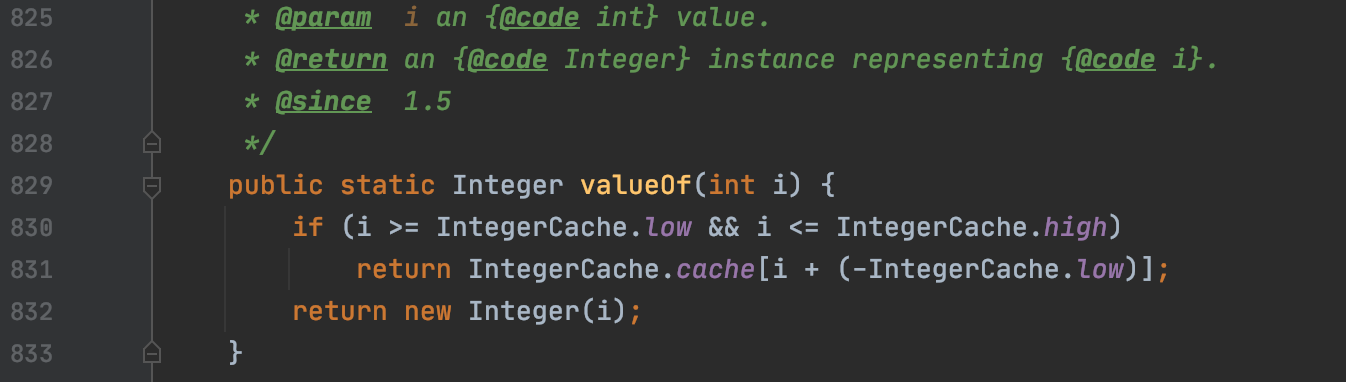 825 * @param  i an {@code int} value.
826 * @return an {@code Integer} instance representing {@code i}.
827 * @since  1.5
828 */
829 public static Integer valueOf(int i) {
830 if (i >= IntegerCache.low && i <= IntegerCache.high)
831 return IntegerCache.cache[i + (-IntegerCache.low)];
832 return new Integer(i);
833 }